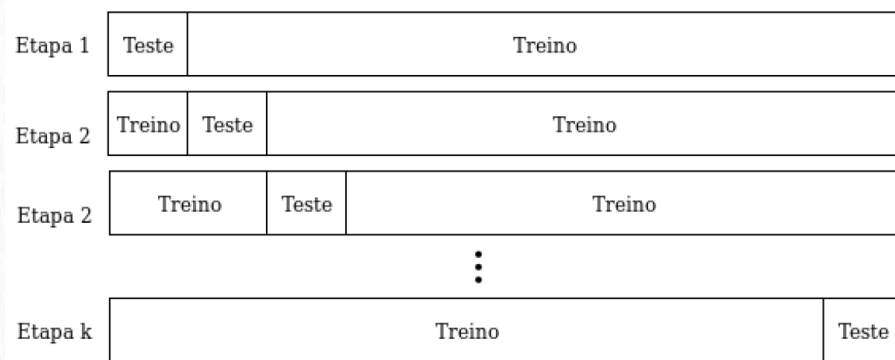 Etapa 1 Teste Treino
Etapa 2 Treino Teste Treino
Etapa 2 Treino Teste Treino
Etapa k Treino Teste